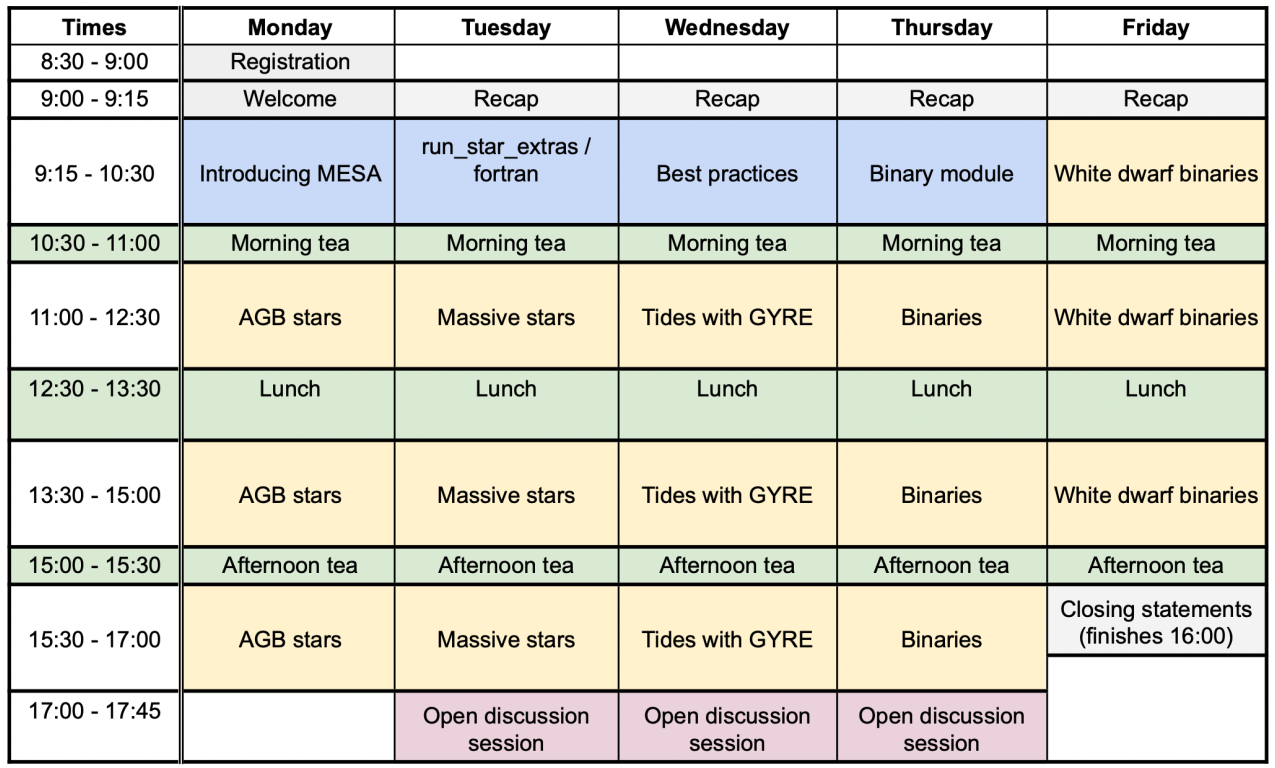 Times Monday Tuesday Wednesday Thursday Friday
8:30 - 9:00 Registration
9:00 - 9:15 Welcome Recap Recap Recap Recap
9:15 - 10:30 Introducing MESA run_star_extras / fortran Best practices Binary module White dwarf binaries
10:30 - 11:00 Morning tea Morning tea Morning tea Morning tea Morning tea
11:00 - 12:30 AGB stars Massive stars Tides with GYRE Binaries White dwarf binaries
12:30 - 13:30 Lunch Lunch Lunch Lunch Lunch
13:30 - 15:00 AGB stars Massive stars Tides with GYRE Binaries White dwarf binaries
15:00 - 15:30 Afternoon tea Afternoon tea Afternoon tea Afternoon tea Afternoon tea
15:30 - 17:00 AGB stars Massive stars Tides with GYRE Binaries Closing statements (finishes 16:00)
17:00 - 17:45 Open discussion session Open discussion session Open discussion session